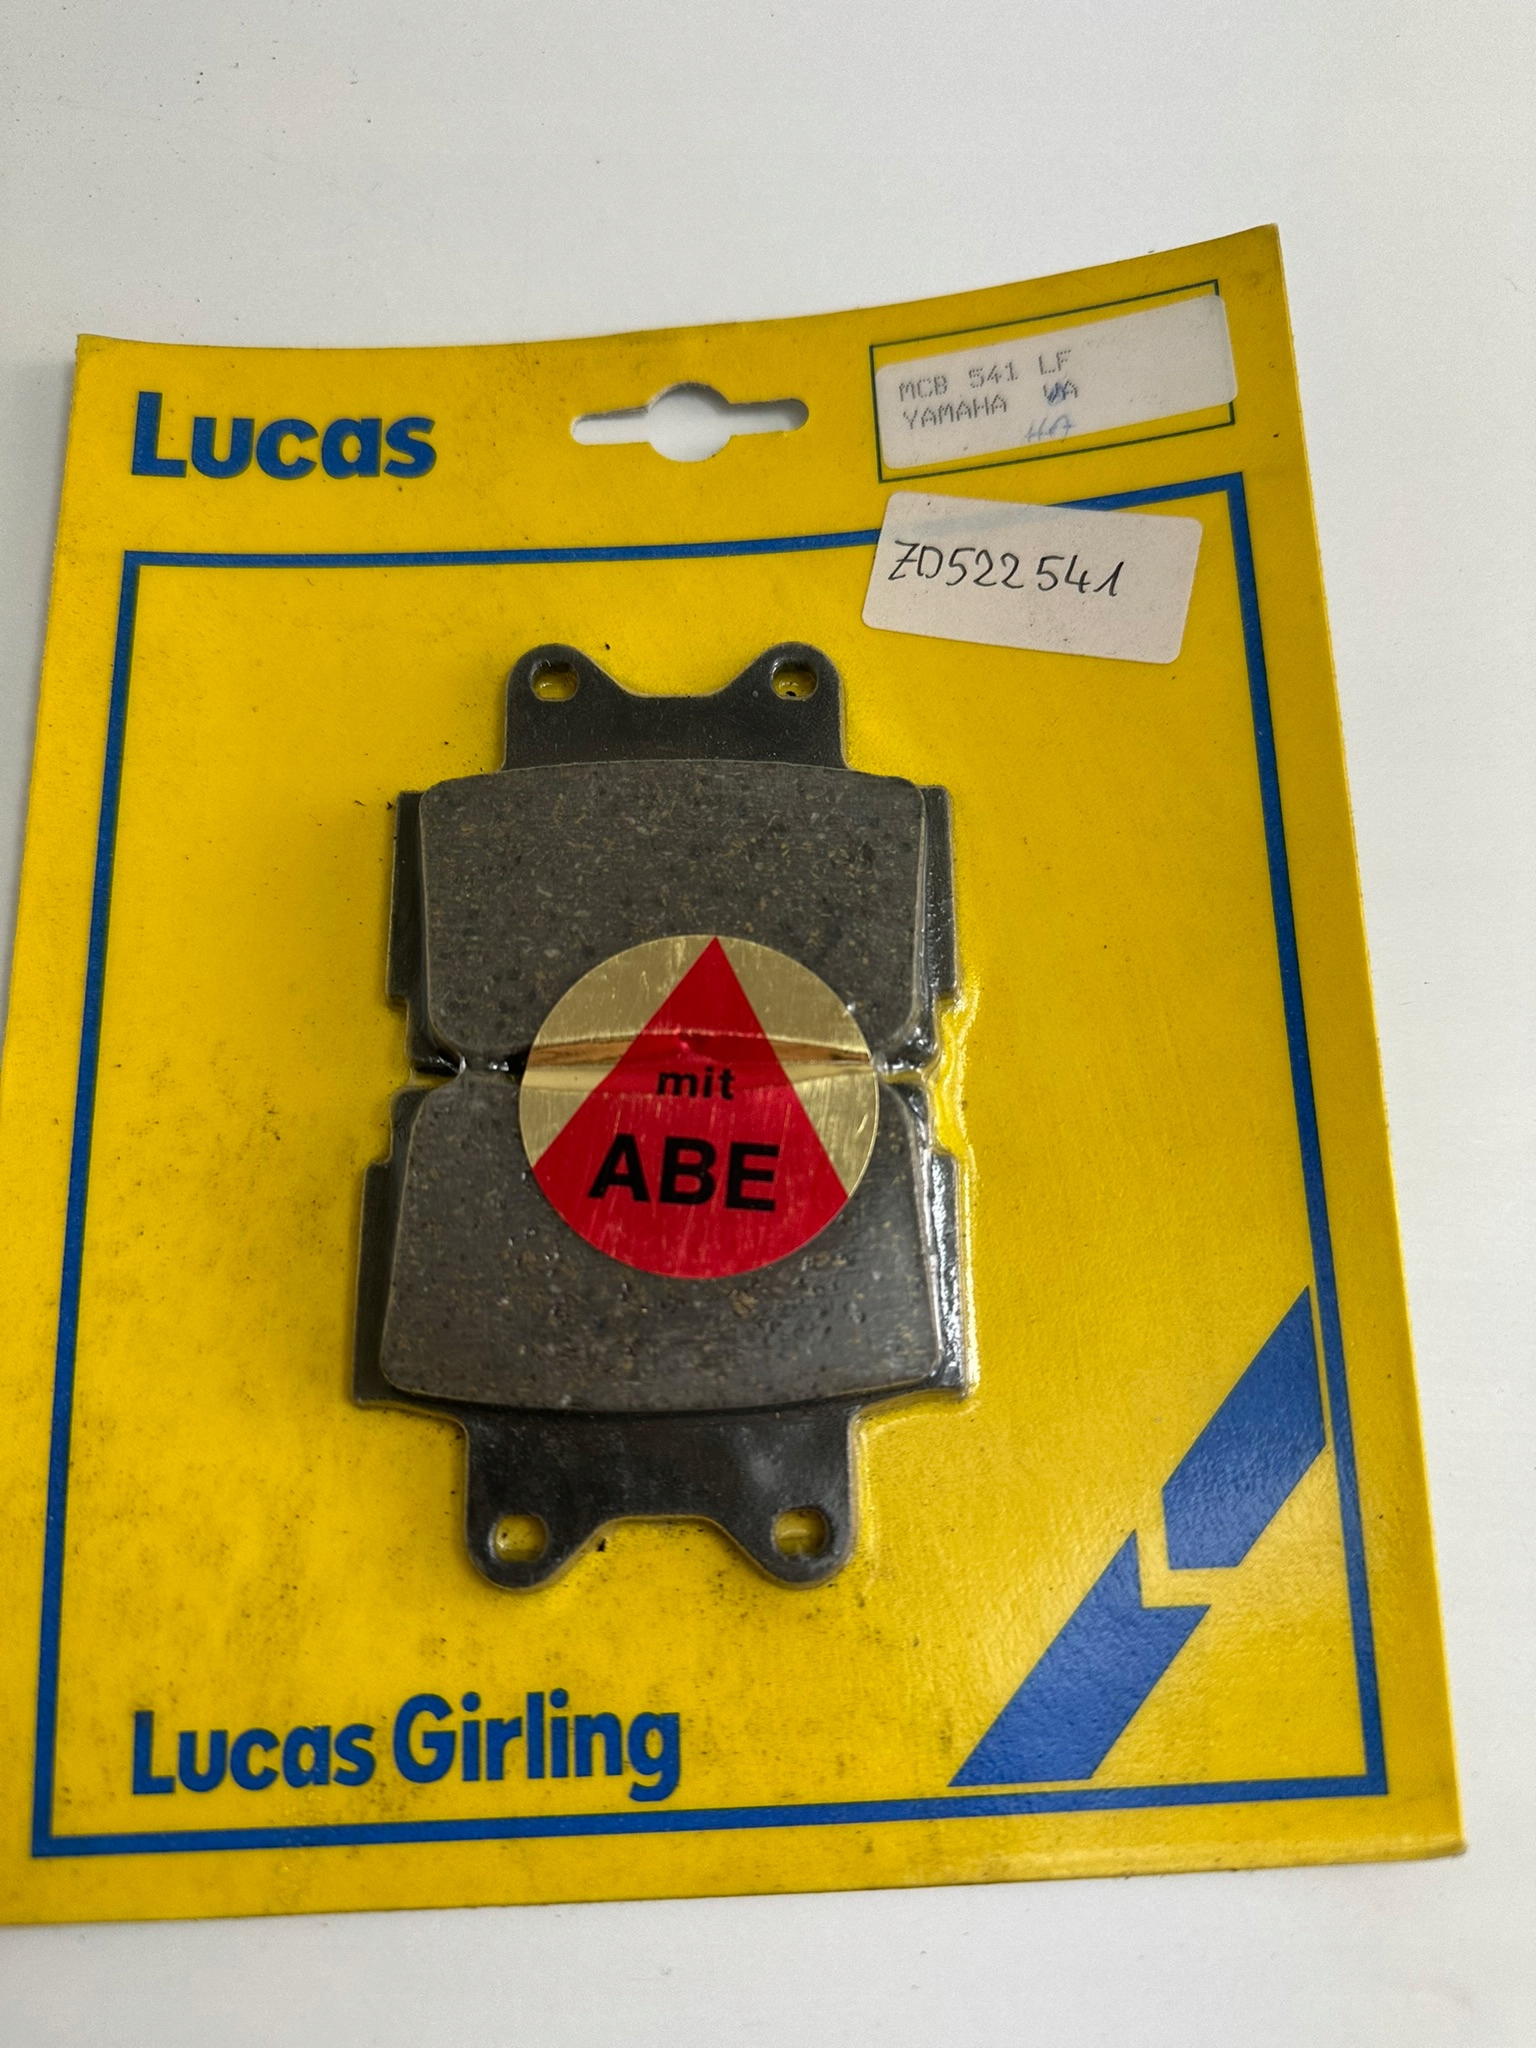 Lucas
MCB 541 LF
YAMAHA VA
HA
ZD522541
mit
ABE
Lucas Girling